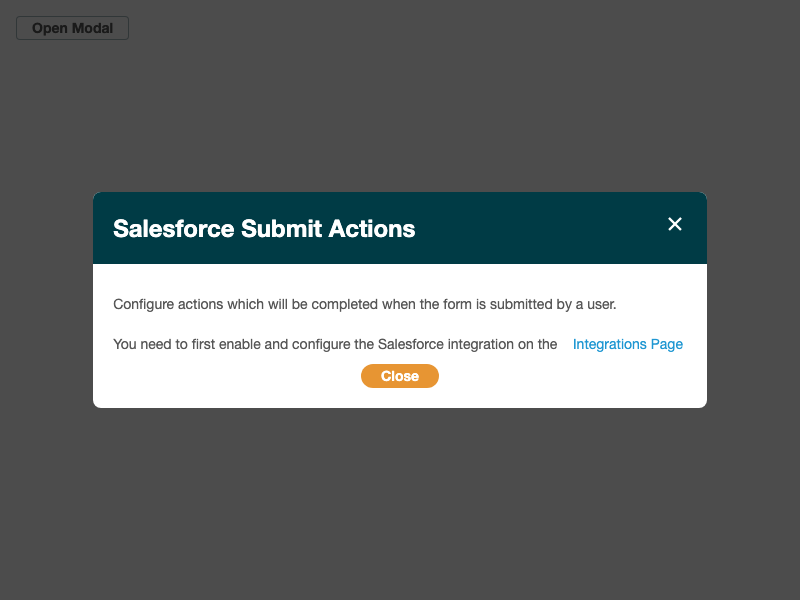 Open Modal
Salesforce Submit Actions
Configure actions which will be completed when the form is submitted by a user.
You need to first enable and configure the Salesforce integration on the Integrations Page
Close